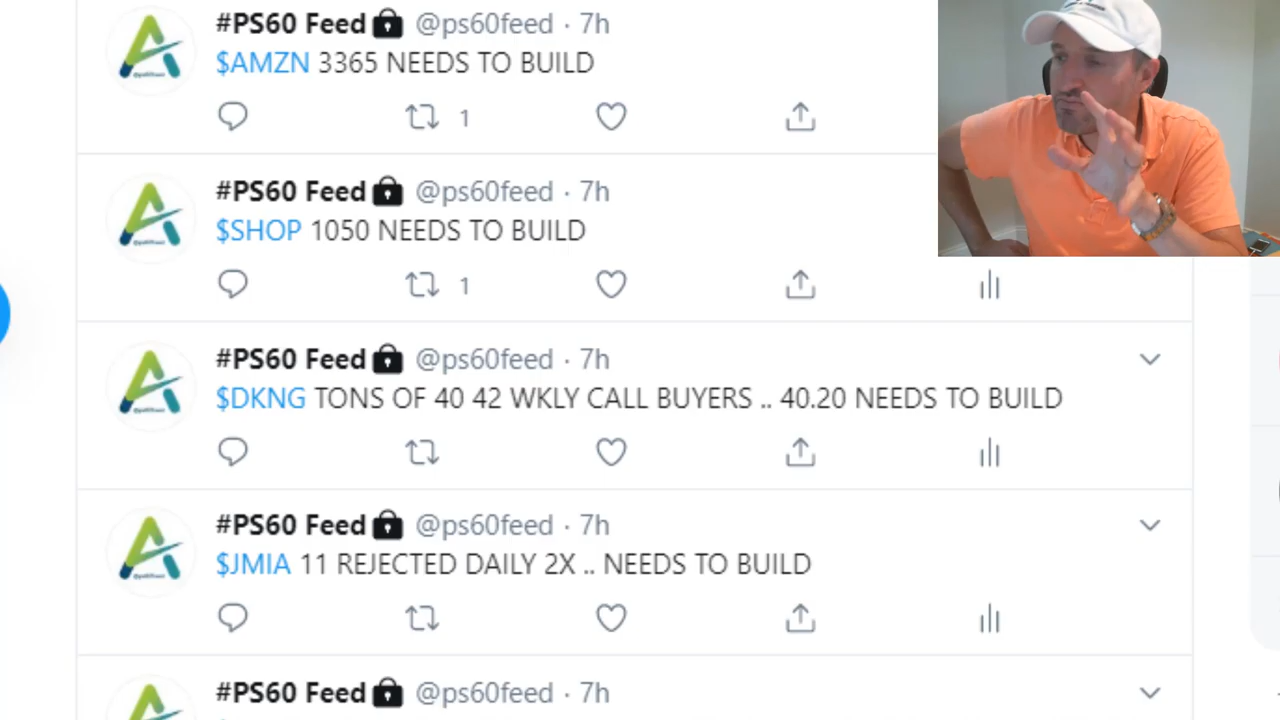 #PS60 Feed🔒 @ps60feed · 7h
$AMZN 3365 NEEDS TO BUILD
1
#PS60 Feed🔒 @ps60feed · 7h
$SHOP 1050 NEEDS TO BUILD
1
#PS60 Feed🔒 @ps60feed · 7h
$DKNG TONS OF 40 42 WKLY CALL BUYERS .. 40.20 NEEDS TO BUILD
#PS60 Feed🔒 @ps60feed · 7h
$JMIA 11 REJECTED DAILY 2X .. NEEDS TO BUILD
#PS60 Feed🔒 @ps60feed · 7h